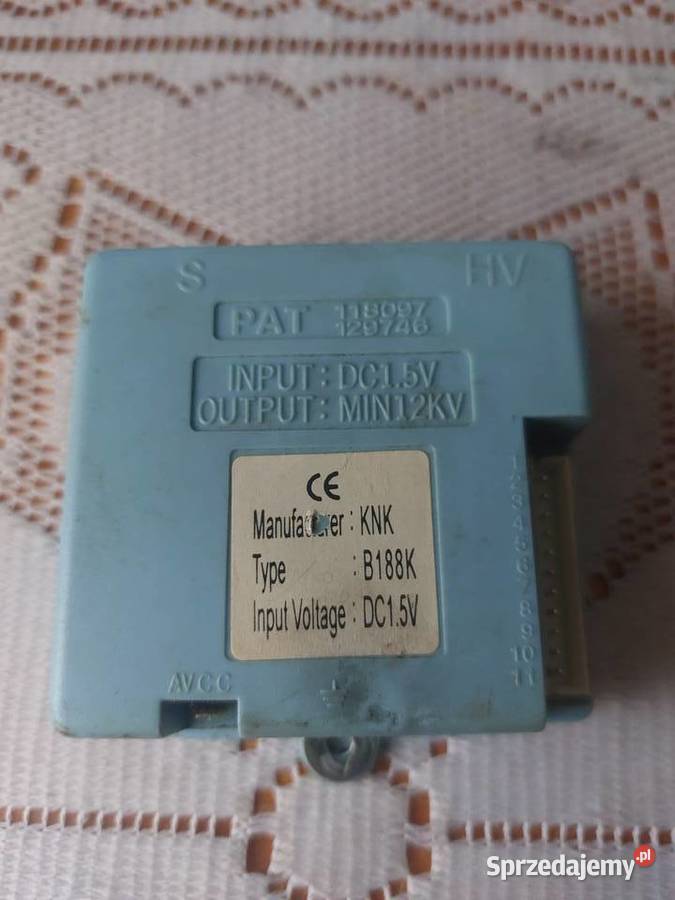 S HV
PAT 118097
129746
INPUT : DC1.5V
OUTPUT : MIN12KV
CE
Manufacturer : KNK
Type : B188K
Input Voltage : DC1.5V
1 2 3 4 5 6 7 8 9 10 11
AVCC
Sprzedajemy.pl